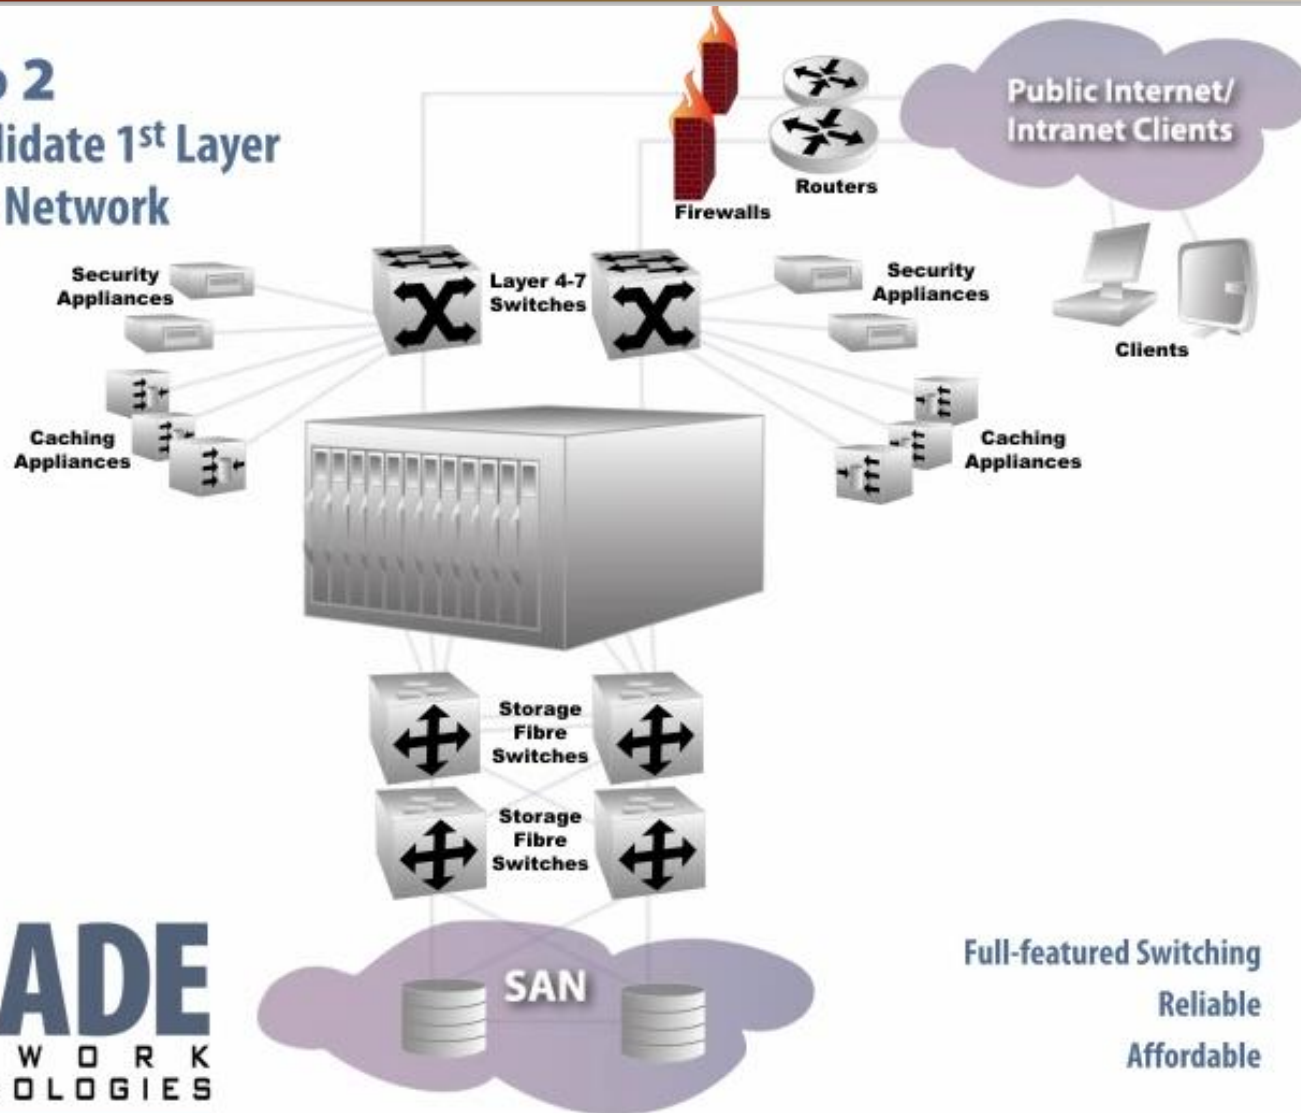 2
1st Layer
Network
Public Internet/
Intranet Clients
Routers
Firewalls
Security
Appliances
Layer 4-7
Switches
Security
Appliances
Clients
Caching
Appliances
Caching
Appliances
Storage
Fibre
Switches
Storage
Fibre
Switches
SAN
ADE
WORK
OLOGIES
Full-featured Switching
Reliable
Affordable